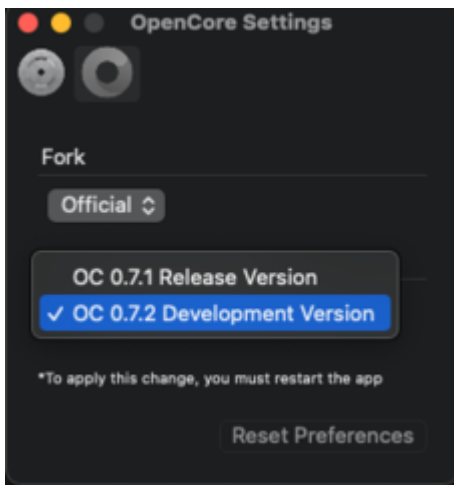 OpenCore Settings
Fork
Official
OC 0.7.1 Release Version
✓ OC 0.7.2 Development Version
*To apply this change, you must restart the app
Reset Preferences